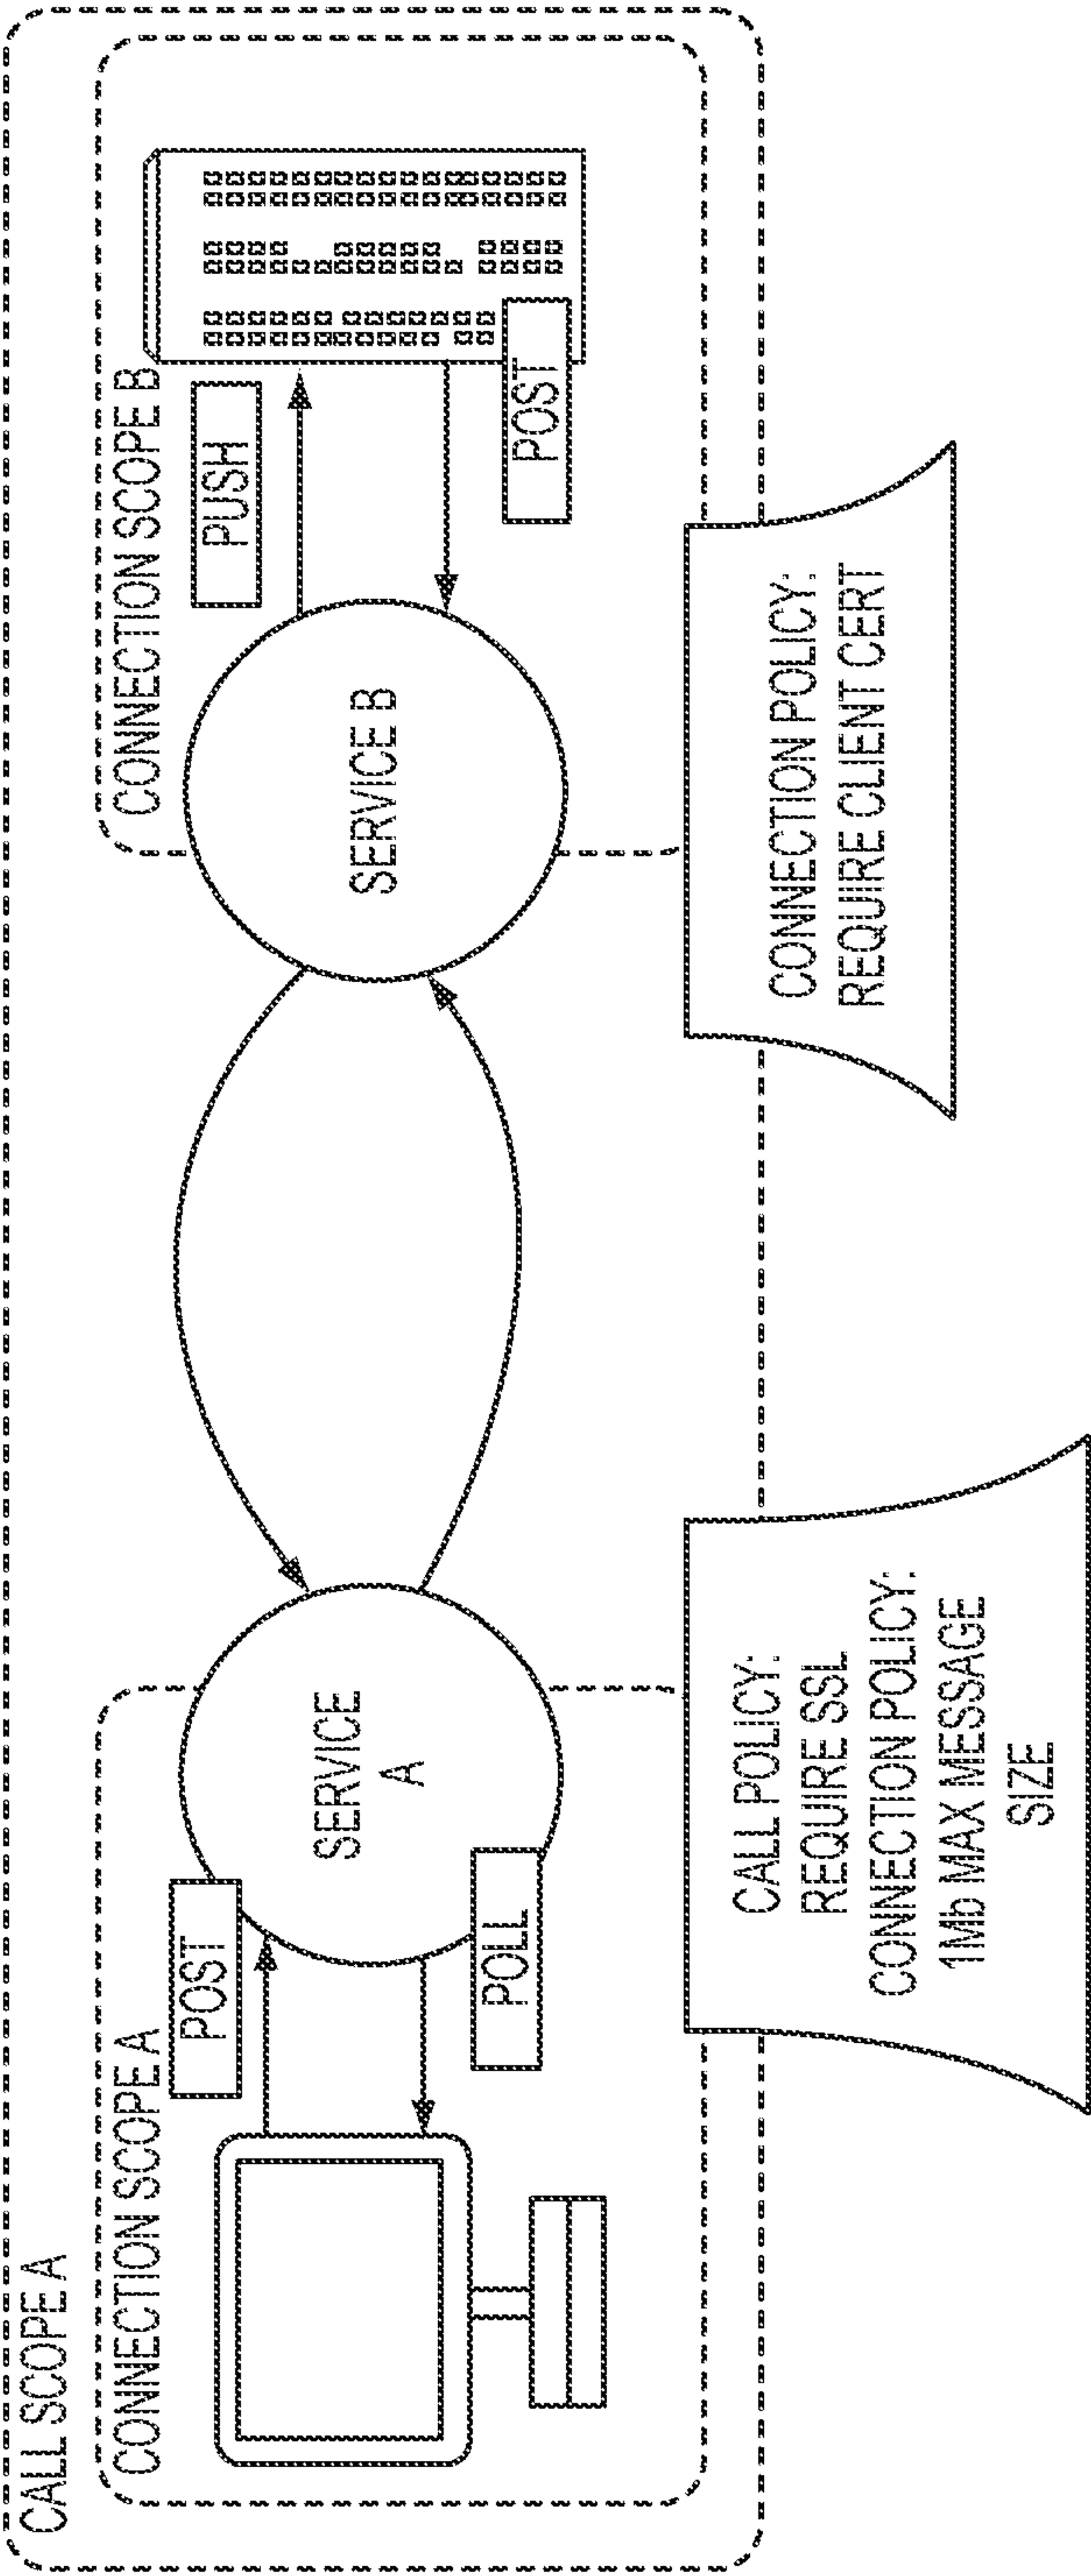 CALL SCOPE A
CONNECTION SCOPE A
CONNECTION SCOPE B
POST
PUSH
SERVICE
A
SERVICE B
POLL
POST
CALL POLICY:
REQUIRE SSL
CONNECTION POLICY:
1Mb MAX MESSAGE
SIZE
CONNECTION POLICY:
REQUIRE CLIENT CERT